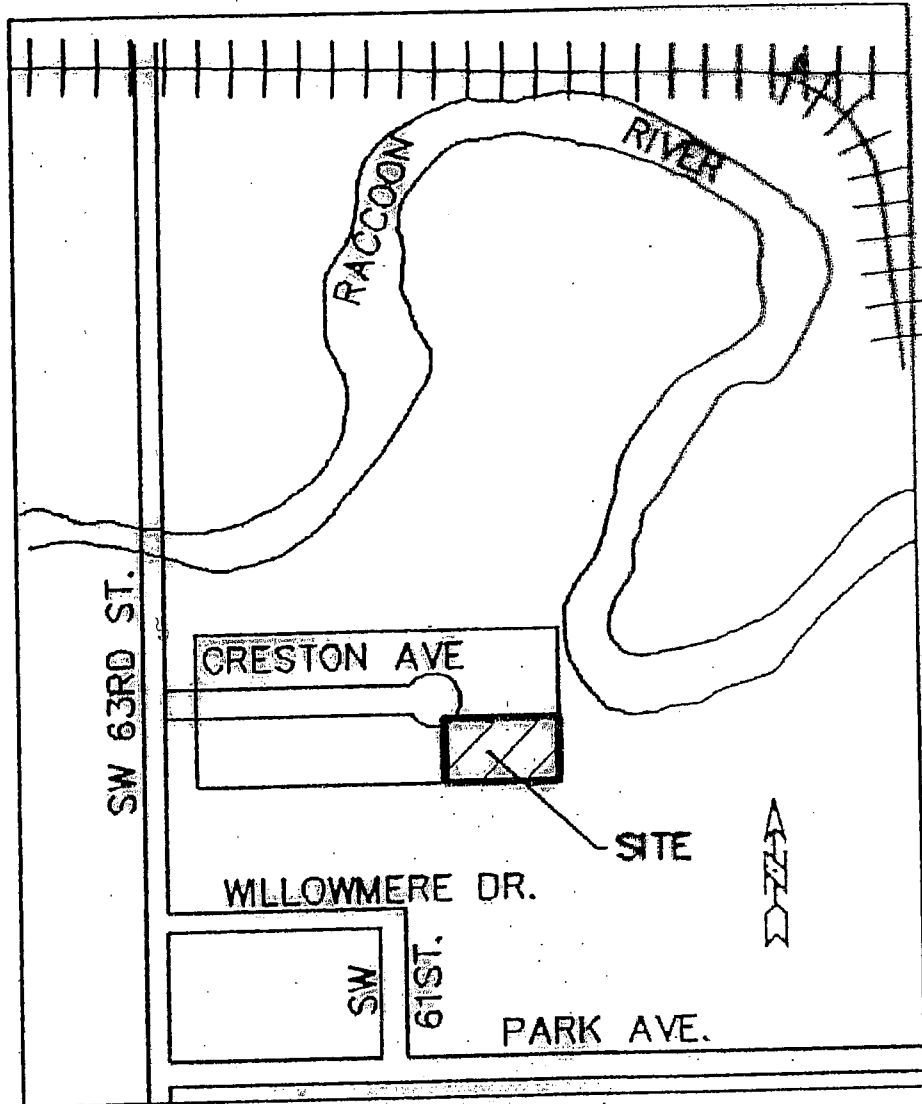 RACCOON
RIVER
SW 63RD ST.
CRESTON AVE
SITE
N
WILLOWMERE DR.
SW
61ST.
PARK AVE.